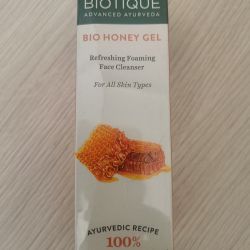 BIOTIQUE
ADVANCED AYURVEDA
BIO HONEY GEL
Refreshing Foaming
Face Cleanser
For All Skin Types
AYURVEDIC RECIPE
100%